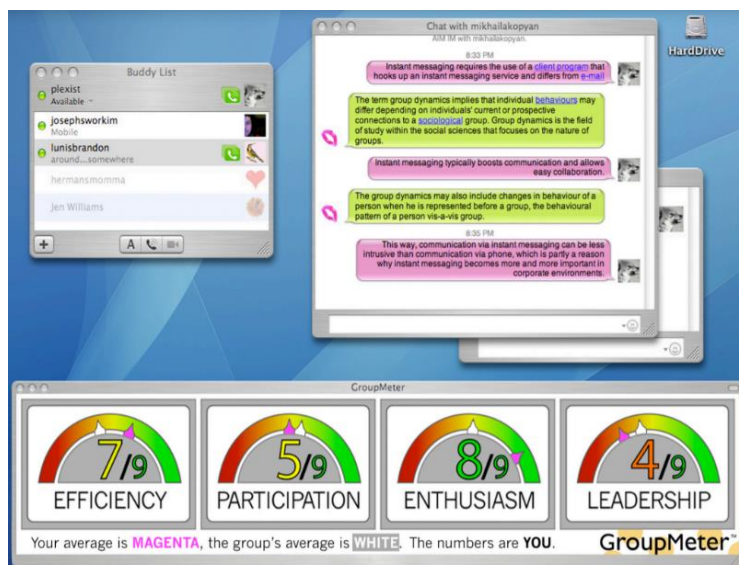 Buddy List
plexist
Available
josephsworkim
Mobile
lunisbrandon
around...somewhere
hermansmomma
Jen Williams
A
Chat with mikhailakopyan
AIM IM with mikhailakopyan.
8:33 PM
Instant messaging requires the use of a client program that
hooks up an instant messaging service and differs from e-mail
The term group dynamics implies that individual behaviours may
differ depending on individuals' current or prospective
connections to a sociological group. Group dynamics is the field
of study within the social sciences that focuses on the nature of
groups.
Instant messaging typically boosts communication and allows
easy collaboration.
The group dynamics may also include changes in behaviour of a
person when he is represented before a group, the behavioural
pattern of a person vis-a-vis group.
8:35 PM
This way, communication via instant messaging can be less
intrusive than communication via phone, which is partly a reason
why instant messaging becomes more and more important in
corporate environments.
HardDrive
GroupMeter
7/9
EFFICIENCY
5/9
PARTICIPATION
8/9
ENTHUSIASM
4/9
LEADERSHIP
Your average is MAGENTA, the group's average is WHITE. The numbers are YOU.
GroupMeter™